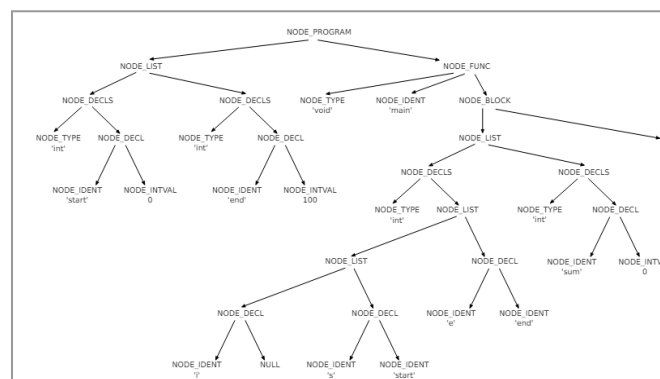 NODE_PROGRAM
NODE_LIST NODE_FUNC
NODE_DECLS NODE_DECLS NODE_TYPE NODE_IDENT NODE_BLOCK
'void' 'main'
NODE_TYPE NODE_DECL NODE_TYPE NODE_DECL NODE_LIST
'int' 'int'
NODE_DECLS NODE_DECLS
NODE_IDENT NODE_INTVAL NODE_IDENT NODE_INTVAL
'start' 0 'end' 100
NODE_TYPE NODE_LIST NODE_TYPE NODE_DECL
'int' 'int'
NODE_LIST NODE_DECL NODE_IDENT NODE_INTV
'sum' 0
NODE_DECL NODE_DECL NODE_IDENT NODE_IDENT
'e' 'end'
NODE_IDENT NULL NODE_IDENT NODE_IDENT
'i' 's' 'start'